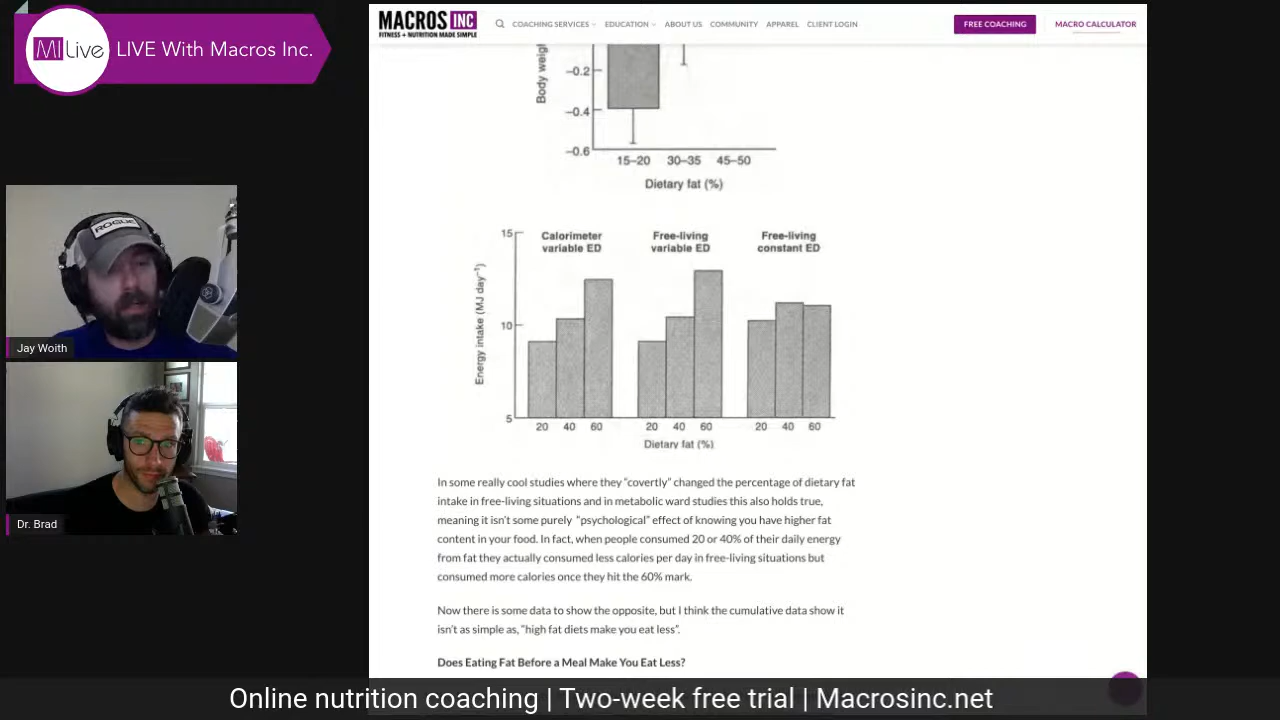 MI Live
LIVE With Macros Inc.
MACROS INC
FITNESS + NUTRITION MADE SIMPLE
COACHING SERVICES
EDUCATION
ABOUT US
COMMUNITY
APPAREL
CLIENT LOGIN
FREE COACHING
MACRO CALCULATOR
Body weigh
−0.2
−0.4
−0.6
15–20 30–35 45–50
Dietary fat (%)
Calorimeter
variable ED
Free-living
variable ED
Free-living
constant ED
Energy intake (MJ day⁻¹)
15
10
5
20 40 60 20 40 60 20 40 60
Dietary fat (%)
In some really cool studies where they “covertly” changed the percentage of dietary fat
intake in free-living situations and in metabolic ward studies this also holds true,
meaning it isn’t some purely “psychological” effect of knowing you have higher fat
content in your food. In fact, when people consumed 20 or 40% of their daily energy
from fat they actually consumed less calories per day in free-living situations but
consumed more calories once they hit the 60% mark.
Now there is some data to show the opposite, but I think the cumulative data show it
isn’t as simple as, “high fat diets make you eat less”.
Does Eating Fat Before a Meal Make You Eat Less?
ROGUE
Jay Woith
Dr. Brad
Online nutrition coaching | Two-week free trial | Macrosinc.net